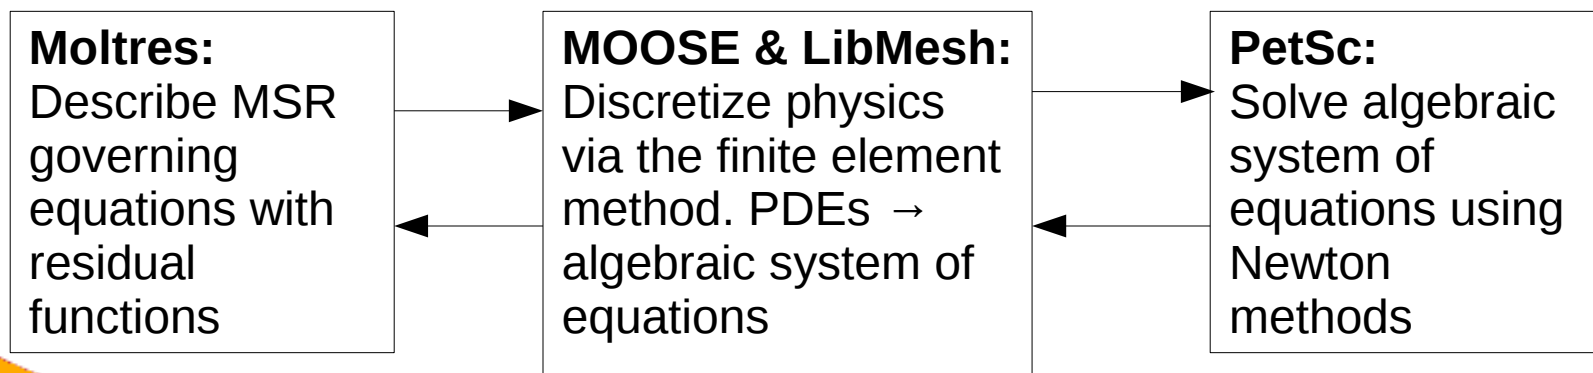 Moltres:
Describe MSR
governing
equations with
residual
functions
MOOSE & LibMesh:
Discretize physics
via the finite element
method. PDEs →
algebraic system of
equations
PetSc:
Solve algebraic
system of
equations using
Newton
methods